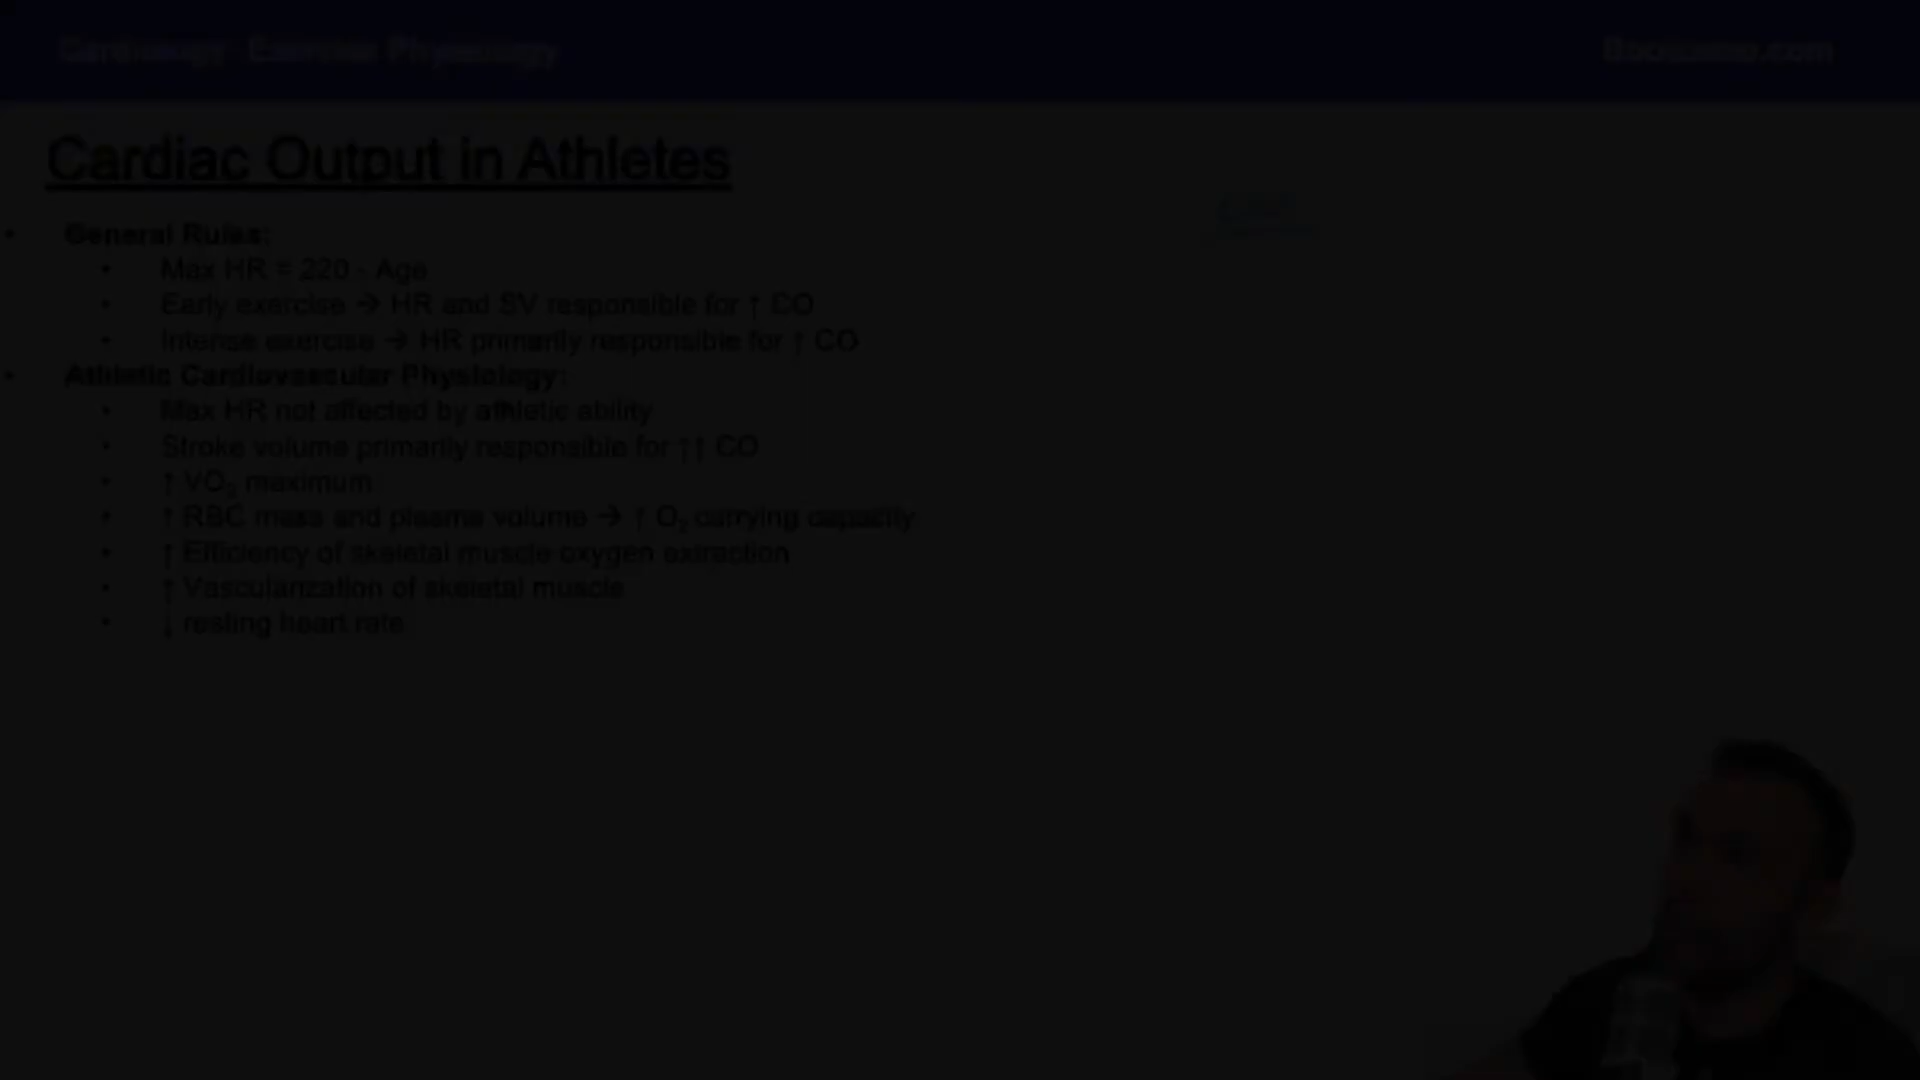 Cardiology: Exercise Physiology
Bootcamp.com
Cardiac Output in Athletes
• General Rules:
• Max HR = 220 - Age
• Early exercise → HR and SV responsible for ↑ CO
• Intense exercise → HR primarily responsible for ↑ CO
• Athletic Cardiovascular Physiology:
• Max HR not affected by athletic ability
• Stroke volume primarily responsible for ↑↑ CO
• ↑ VO₂ maximum
• ↑ RBC mass and plasma volume → ↑ O₂ carrying capacity
• ↑ Efficiency of skeletal muscle oxygen extraction
• ↑ Vascularization of skeletal muscle
• ↓ resting heart rate